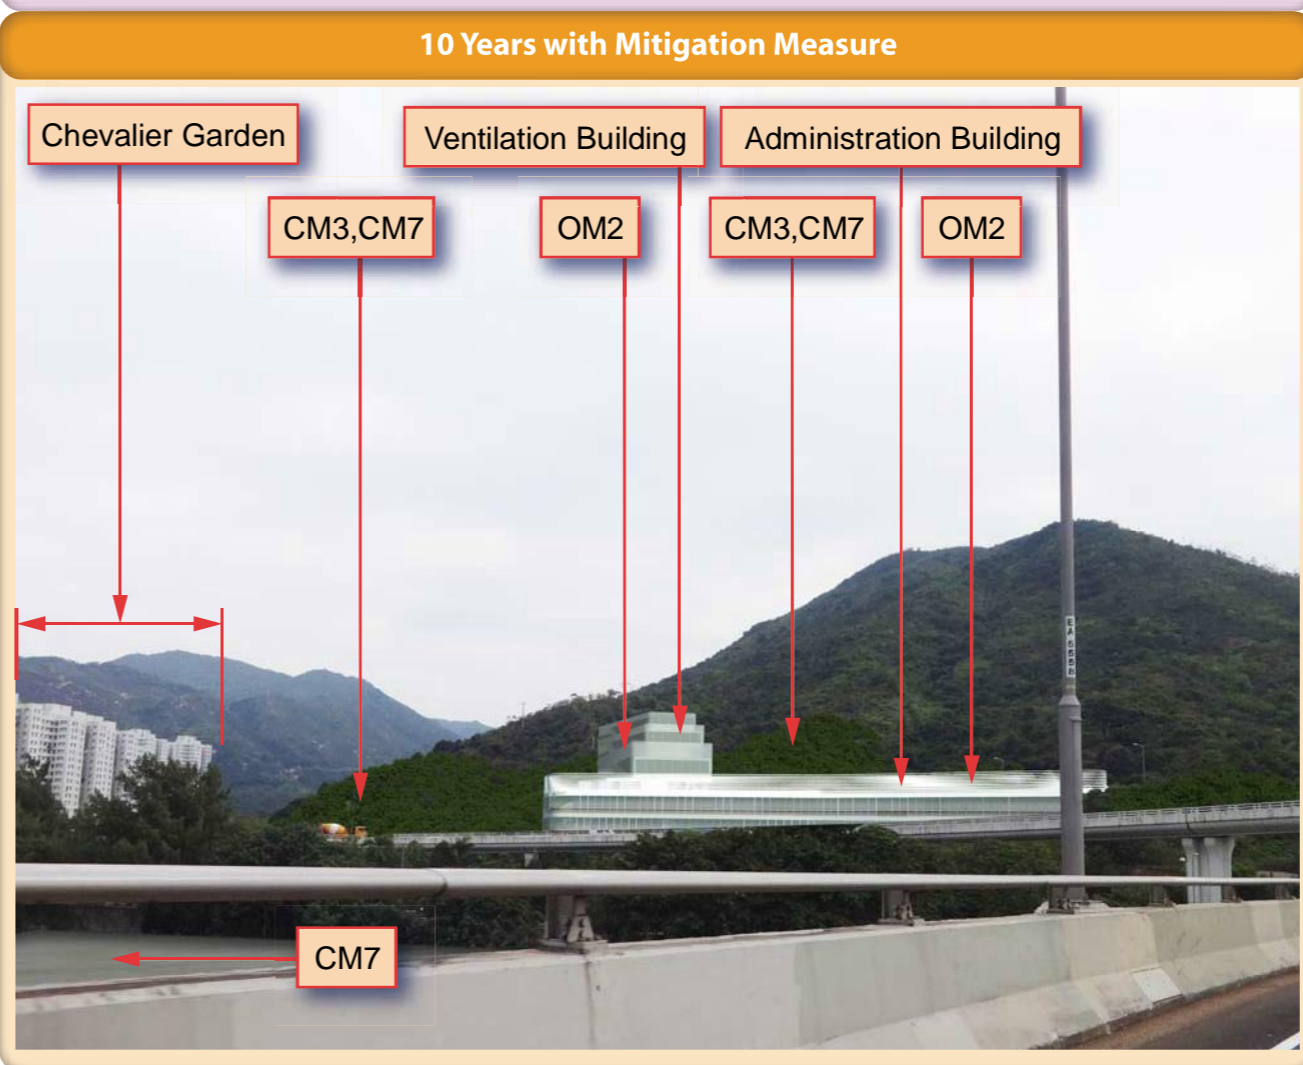 10 Years with Mitigation Measure
Chevalier Garden
Ventilation Building
Administration Building
CM3,CM7
OM2
CM3,CM7
OM2
CM7